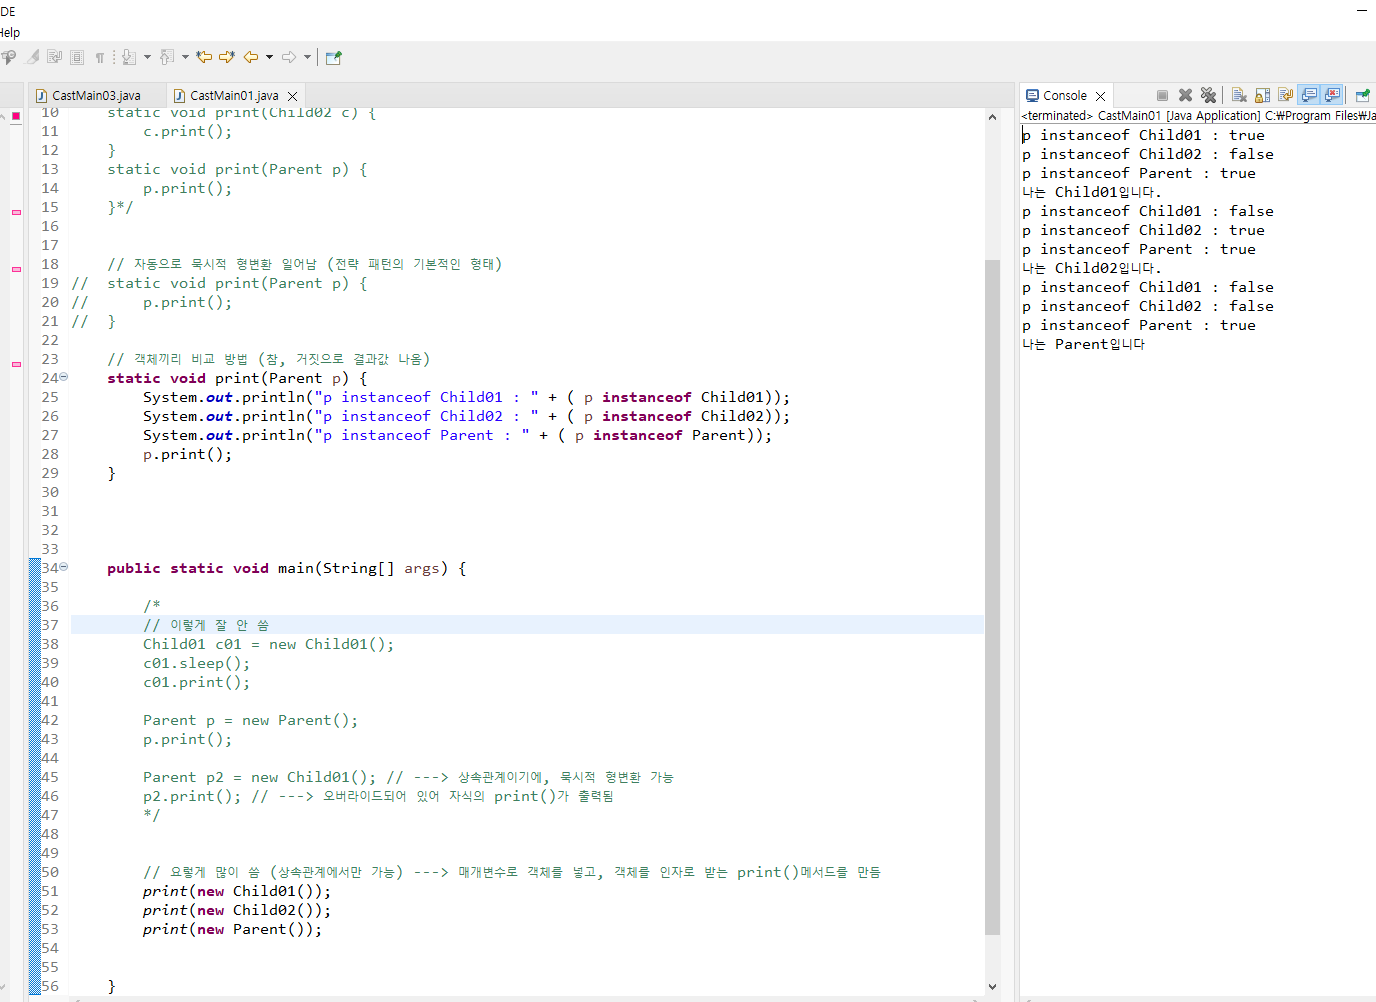 DE
Help
CastMain03.java
CastMain01.java
10 static void print(Child02 c) {
11 c.print();
12 }
13 static void print(Parent p) {
14 p.print();
15 }*/
16
17
18 // 자동으로 묵시적 형변환 일어남 (전략 패턴의 기본적인 형태)
19 // static void print(Parent p) {
20 // p.print();
21 // }
22
23 // 객체끼리 비교 방법 (참, 거짓으로 결과값 나옴)
24 static void print(Parent p) {
25 System.out.println("p instanceof Child01 : " + ( p instanceof Child01));
26 System.out.println("p instanceof Child02 : " + ( p instanceof Child02));
27 System.out.println("p instanceof Parent : " + ( p instanceof Parent));
28 p.print();
29 }
30
31
32
33
34 public static void main(String[] args) {
35
36 /*
37 // 이렇게 잘 안 씀
38 Child01 c01 = new Child01();
39 c01.sleep();
40 c01.print();
41
42 Parent p = new Parent();
43 p.print();
44
45 Parent p2 = new Child01(); // ---> 상속관계이기에, 묵시적 형변환 가능
46 p2.print(); // ---> 오버라이드되어 있어 자식의 print()가 출력됨
47 */
48
49
50 // 요렇게 많이 씀 (상속관계에서만 가능) ---> 매개변수로 객체를 넣고, 객체를 인자로 받는 print()메서드를 만듬
51 print(new Child01());
52 print(new Child02());
53 print(new Parent());
54
55
56 }
Console
<terminated> CastMain01 [Java Application] C:₩Program Files₩Ja
p instanceof Child01 : true
p instanceof Child02 : false
p instanceof Parent : true
나는 Child01입니다.
p instanceof Child01 : false
p instanceof Child02 : true
p instanceof Parent : true
나는 Child02입니다.
p instanceof Child01 : false
p instanceof Child02 : false
p instanceof Parent : true
나는 Parent입니다